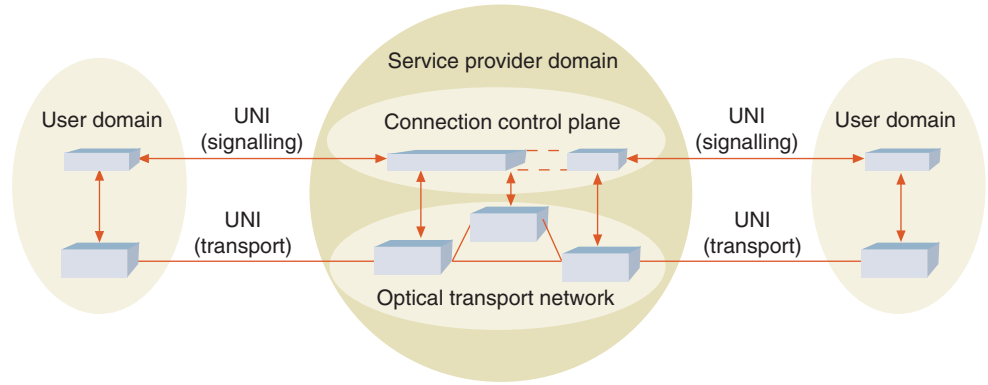 Service provider domain
User domain
UNI
(signalling)
Connection control plane
UNI
(signalling)
User domain
UNI
(transport)
UNI
(transport)
Optical transport network